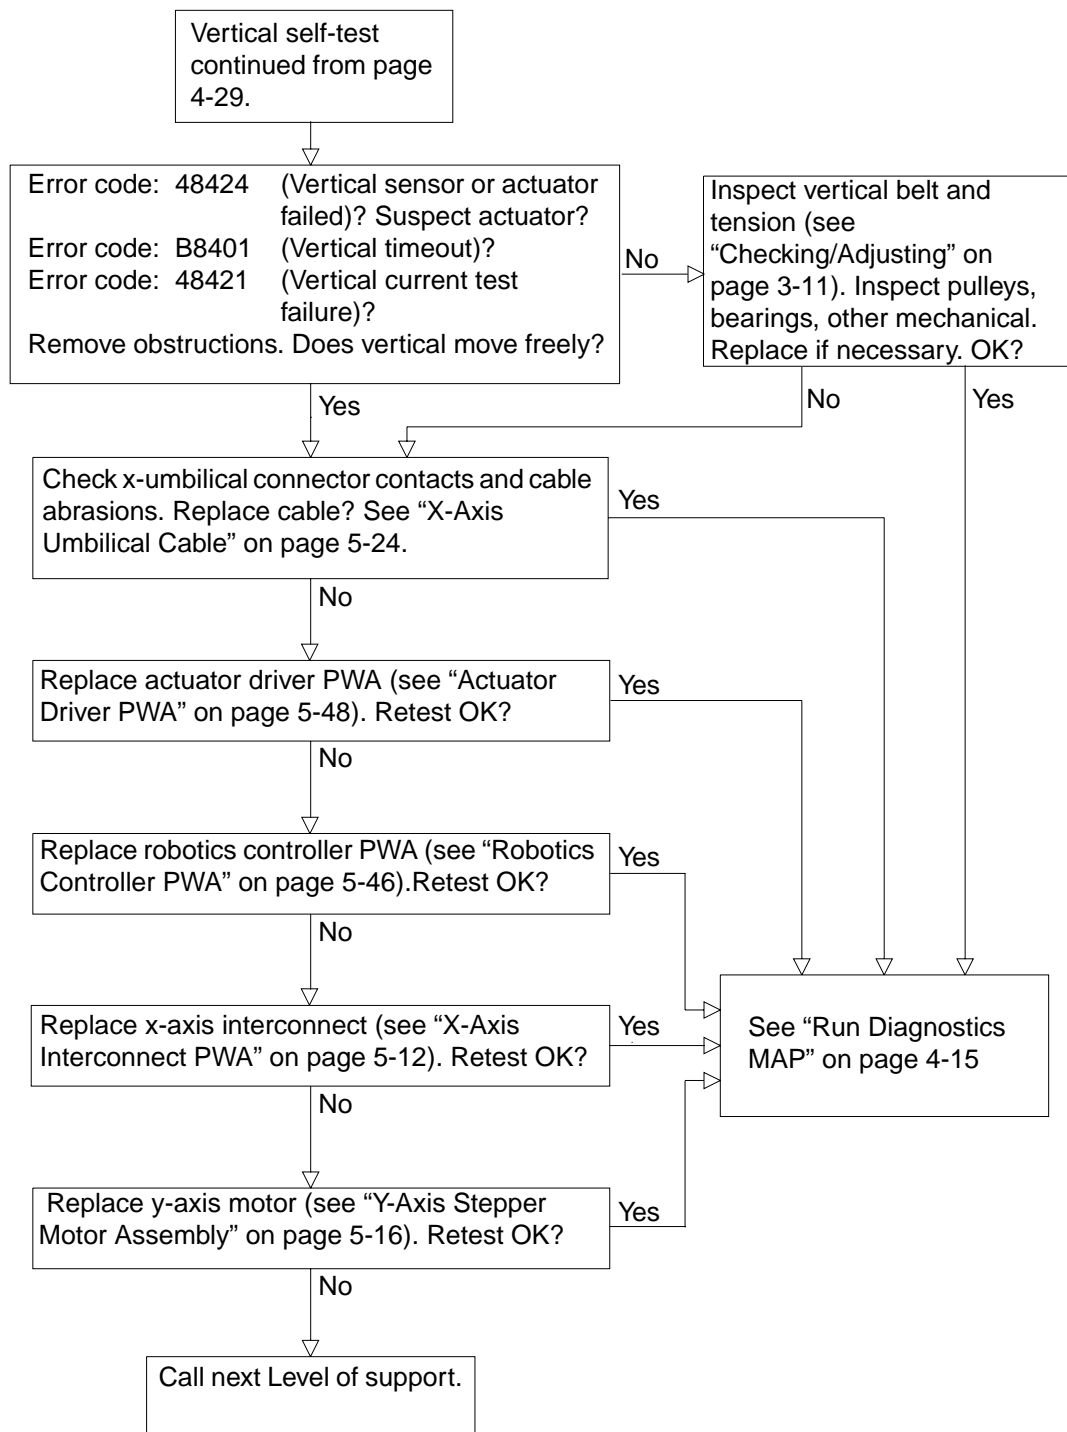 Vertical self-test
continued from page
4-29.
Error code: 48424 (Vertical sensor or actuator
failed)? Suspect actuator?
Error code: B8401 (Vertical timeout)?
Error code: 48421 (Vertical current test
failure)?
Remove obstructions. Does vertical move freely?
No
Inspect vertical belt and
tension (see
“Checking/Adjusting” on
page 3-11). Inspect pulleys,
bearings, other mechanical.
Replace if necessary. OK?
Yes
No
Yes
Check x-umbilical connector contacts and cable
abrasions. Replace cable? See “X-Axis
Umbilical Cable” on page 5-24.
Yes
No
Replace actuator driver PWA (see “Actuator
Driver PWA” on page 5-48). Retest OK?
Yes
No
Replace robotics controller PWA (see “Robotics
Controller PWA” on page 5-46).Retest OK?
Yes
No
Replace x-axis interconnect (see “X-Axis
Interconnect PWA” on page 5-12). Retest OK?
Yes
See “Run Diagnostics
MAP” on page 4-15
No
Replace y-axis motor (see “Y-Axis Stepper
Motor Assembly” on page 5-16). Retest OK?
Yes
No
Call next Level of support.